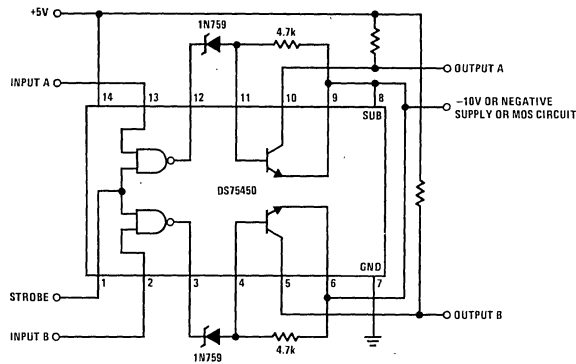 +5V
1N759
4.7k
INPUT A
OUTPUT A
14 13 12 11 10 9 8
SUB
–10V OR NEGATIVE
SUPPLY OR MOS CIRCUIT
DS75450
GND
1 2 3 4 5 6 7
STROBE
INPUT B
OUTPUT B
1N759
4.7k